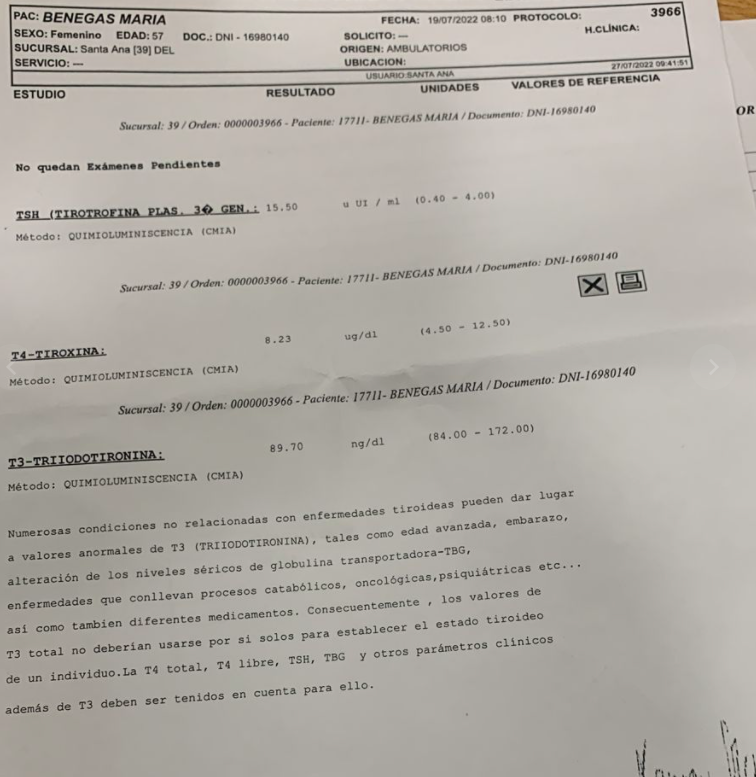 PAC: BENEGAS MARIA
FECHA: 19/07/2022 08:10 PROTOCOLO: 3966
SEXO: Femenino EDAD: 57 DOC.: DNI - 16980140 SOLICITO: --- H.CLÍNICA:
SUCURSAL: Santa Ana [39] DEL ORIGEN: AMBULATORIOS
SERVICIO: --- UBICACION: 27/07/2022 09:41:51
USUARIO:SANTA ANA
ESTUDIO RESULTADO UNIDADES VALORES DE REFERENCIA
OR
Sucursal: 39 / Orden: 0000003966 - Paciente: 17711- BENEGAS MARIA / Documento: DNI-16980140
No quedan Exámenes Pendientes
TSH (TIROTROFINA PLAS. 3� GEN.: 15.50 u UI / ml (0.40 - 4.00)
Método: QUIMIOLUMINISCENCIA (CMIA)
Sucursal: 39 / Orden: 0000003966 - Paciente: 17711- BENEGAS MARIA / Documento: DNI-16980140
T4-TIROXINA: 8.23 ug/dl (4.50 - 12.50)
Método: QUIMIOLUMINISCENCIA (CMIA)
Sucursal: 39 / Orden: 0000003966 - Paciente: 17711- BENEGAS MARIA / Documento: DNI-16980140
T3-TRIIODOTIRONINA: 89.70 ng/dl (84.00 - 172.00)
Método: QUIMIOLUMINISCENCIA (CMIA)
Numerosas condiciones no relacionadas con enfermedades tiroideas pueden dar lugar
a valores anormales de T3 (TRIIODOTIRONINA), tales como edad avanzada, embarazo,
alteración de los niveles séricos de globulina transportadora-TBG,
enfermedades que conllevan procesos catabólicos, oncológicas,psiquiátricas etc...
así como tambien diferentes medicamentos. Consecuentemente , los valores de
T3 total no deberian usarse por si solos para establecer el estado tiroideo
de un individuo.La T4 total, T4 libre, TSH, TBG y otros parámetros clínicos
además de T3 deben ser tenidos en cuenta para ello.